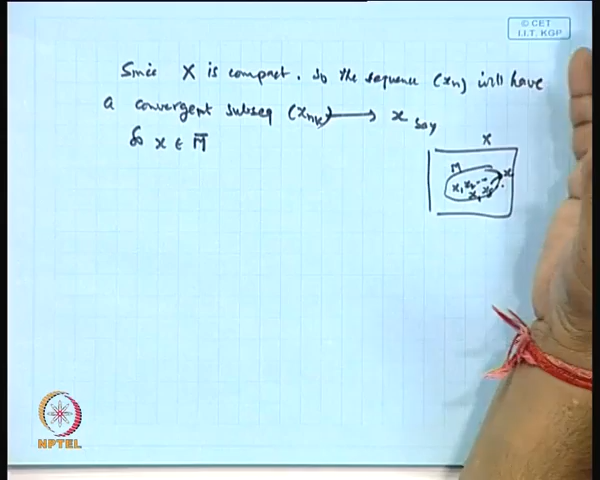 © CET
I.I.T. KGP
Since X is compact. So the sequence (xn) will have
a convergent subseq (xnk) → x say
So x ∈ M̄
X
M
x
x1 x2 --
NPTEL